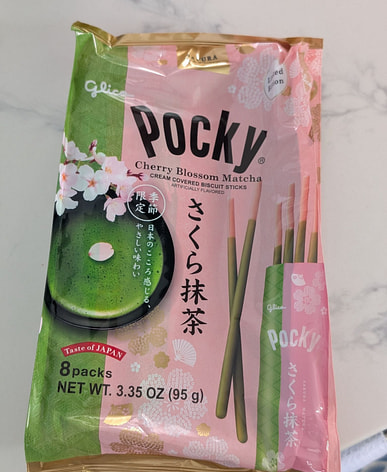 Glico
Pocky®
Cherry Blossom Matcha
CREAM COVERED BISCUIT STICKS
ARTIFICIALLY FLAVORED
季節
限定
日本のこころ感じる、
やさしい味わい
さくら抹茶
Taste of JAPAN
8 packs
NET WT. 3.35 OZ (95 g)
Glico
Pocky
さくら抹茶